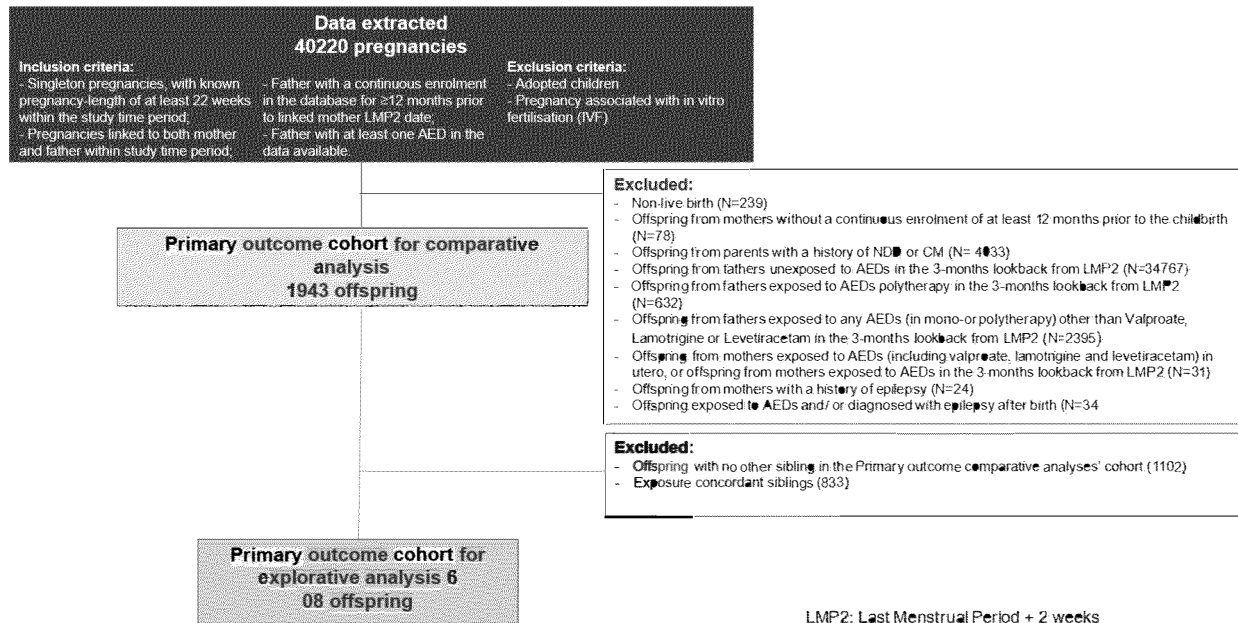 Data extracted
40220 pregnancies
Inclusion criteria:
- Singleton pregnancies, with known
pregnancy-length of at least 22 weeks
within the study time period;
- Pregnancies linked to both mother
and father within study time period;
- Father with a continuous enrolment
in the database for ≥12 months prior
to linked mother LMP2 date;
- Father with at least one AED in the
data available.
Exclusion criteria:
- Adopted children
- Pregnancy associated with in vitro
fertilisation (IVF)
Excluded:
- Non-live birth (N=239)
- Offspring from mothers without a continuous enrolment of at least 12 months prior to the childbirth
(N=78)
- Offspring from parents with a history of NDD or CM (N= 4033)
- Offspring from fathers unexposed to AEDs in the 3-months lookback from LMP2 (N=34767)
- Offspring from fathers exposed to AEDs polytherapy in the 3-months lookback from LMP2
(N=632)
- Offspring from fathers exposed to any AEDs (in mono-or polytherapy) other than Valproate,
Lamotrigine or Levetiracetam in the 3-months lookback from LMP2 (N=2395)
- Offspring from mothers exposed to AEDs (including valproate, lamotrigine and levetiracetam) in
utero, or offspring from mothers exposed to AEDs in the 3-months lookback from LMP2 (N=31)
- Offspring from mothers with a history of epilepsy (N=24)
- Offspring exposed to AEDs and/ or diagnosed with epilepsy after birth (N=34
Primary outcome cohort for comparative
analysis
1943 offspring
Excluded:
- Offspring with no other sibling in the Primary outcome comparative analyses' cohort (1102)
- Exposure concordant siblings (833)
Primary outcome cohort for
explorative analysis 6
08 offspring
LMP2: Last Menstrual Period + 2 weeks